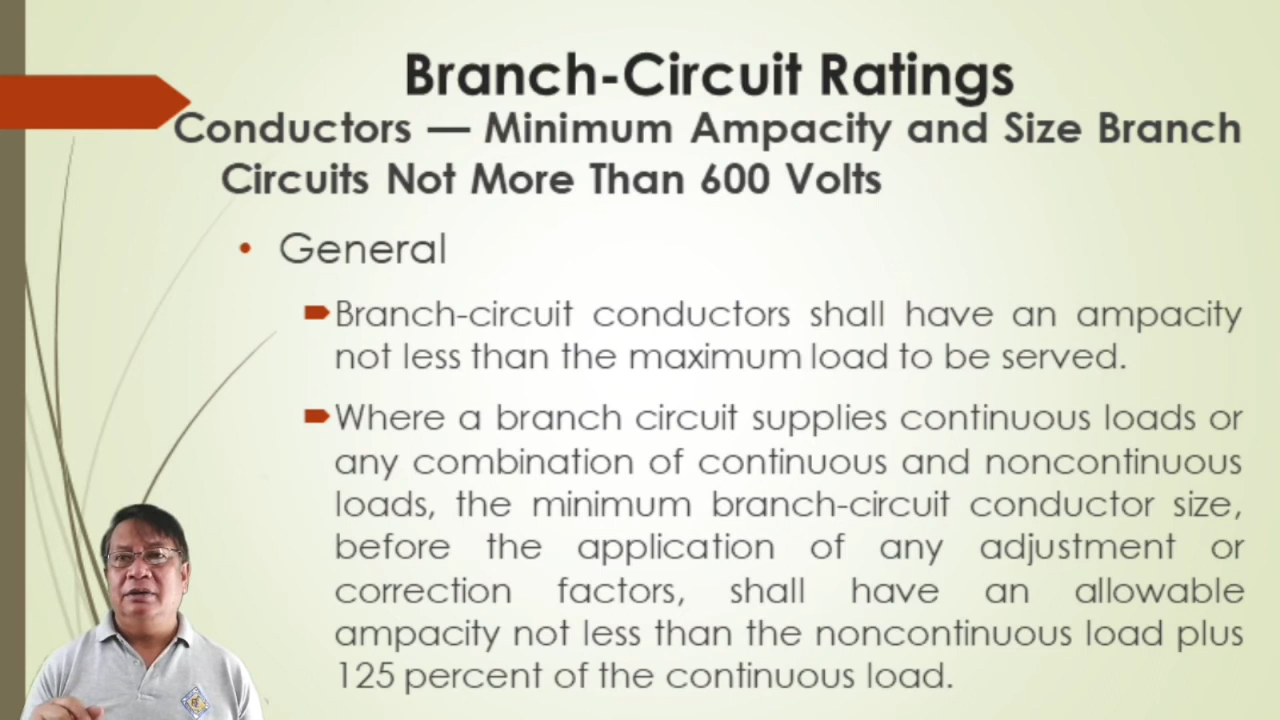 Branch-Circuit Ratings
Conductors — Minimum Ampacity and Size Branch
Circuits Not More Than 600 Volts
• General
Branch-circuit conductors shall have an ampacity
not less than the maximum load to be served.
Where a branch circuit supplies continuous loads or
any combination of continuous and noncontinuous
loads, the minimum branch-circuit conductor size,
before the application of any adjustment or
correction factors, shall have an allowable
ampacity not less than the noncontinuous load plus
125 percent of the continuous load.